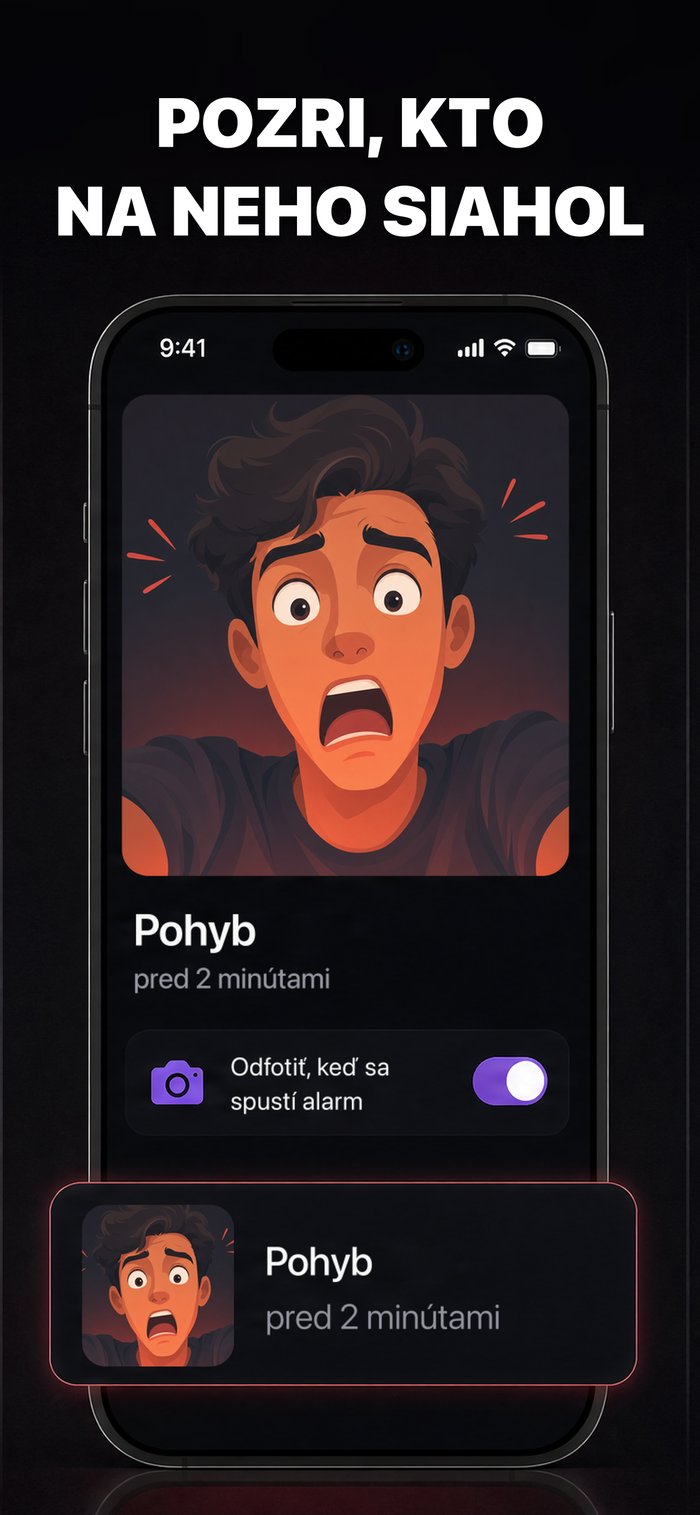 POZRI, KTO
NA NEHO SIAHOL
9:41
Pohyb
pred 2 minútami
Odfotiť, keď sa
spustí alarm
Pohyb
pred 2 minútami